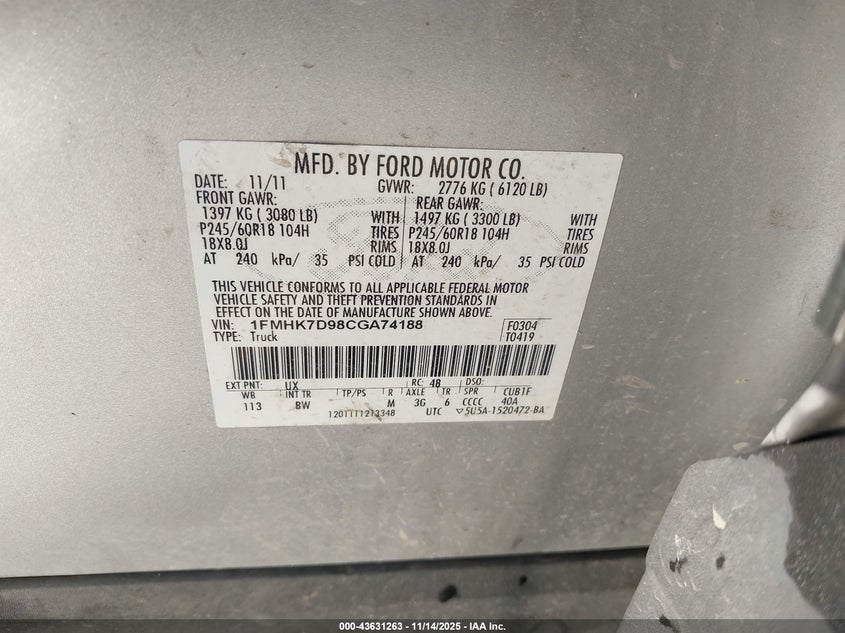 MFD. BY FORD MOTOR CO.
DATE: 11/11 GVWR: 2776 KG ( 6120 LB)
FRONT GAWR: REAR GAWR:
1397 KG ( 3080 LB) WITH 1497 KG ( 3300 LB) WITH
P245/60R18 104H TIRES P245/60R18 104H TIRES
18X8.0J RIMS 18X8.0J RIMS
AT 240 kPa/ 35 PSI COLD AT 240 kPa/ 35 PSI COLD
THIS VEHICLE CONFORMS TO ALL APPLICABLE FEDERAL MOTOR
VEHICLE SAFETY AND THEFT PREVENTION STANDARDS IN
EFFECT ON THE DATE OF MANUFACTURE SHOWN ABOVE.
VIN: 1FMHK7D98CGA74188 F0304
TYPE: Truck T0419
EXT PNT: UX RC: 48 DSO:
WB INT TR TP/PS R AXLE TR SPR CUB1F
113 BW M 3G 6 CCCC 40A
1201111213348 UTC ▽5U5A-1520472-BA
000-43631263 - 11/14/2025 - IAA Inc.